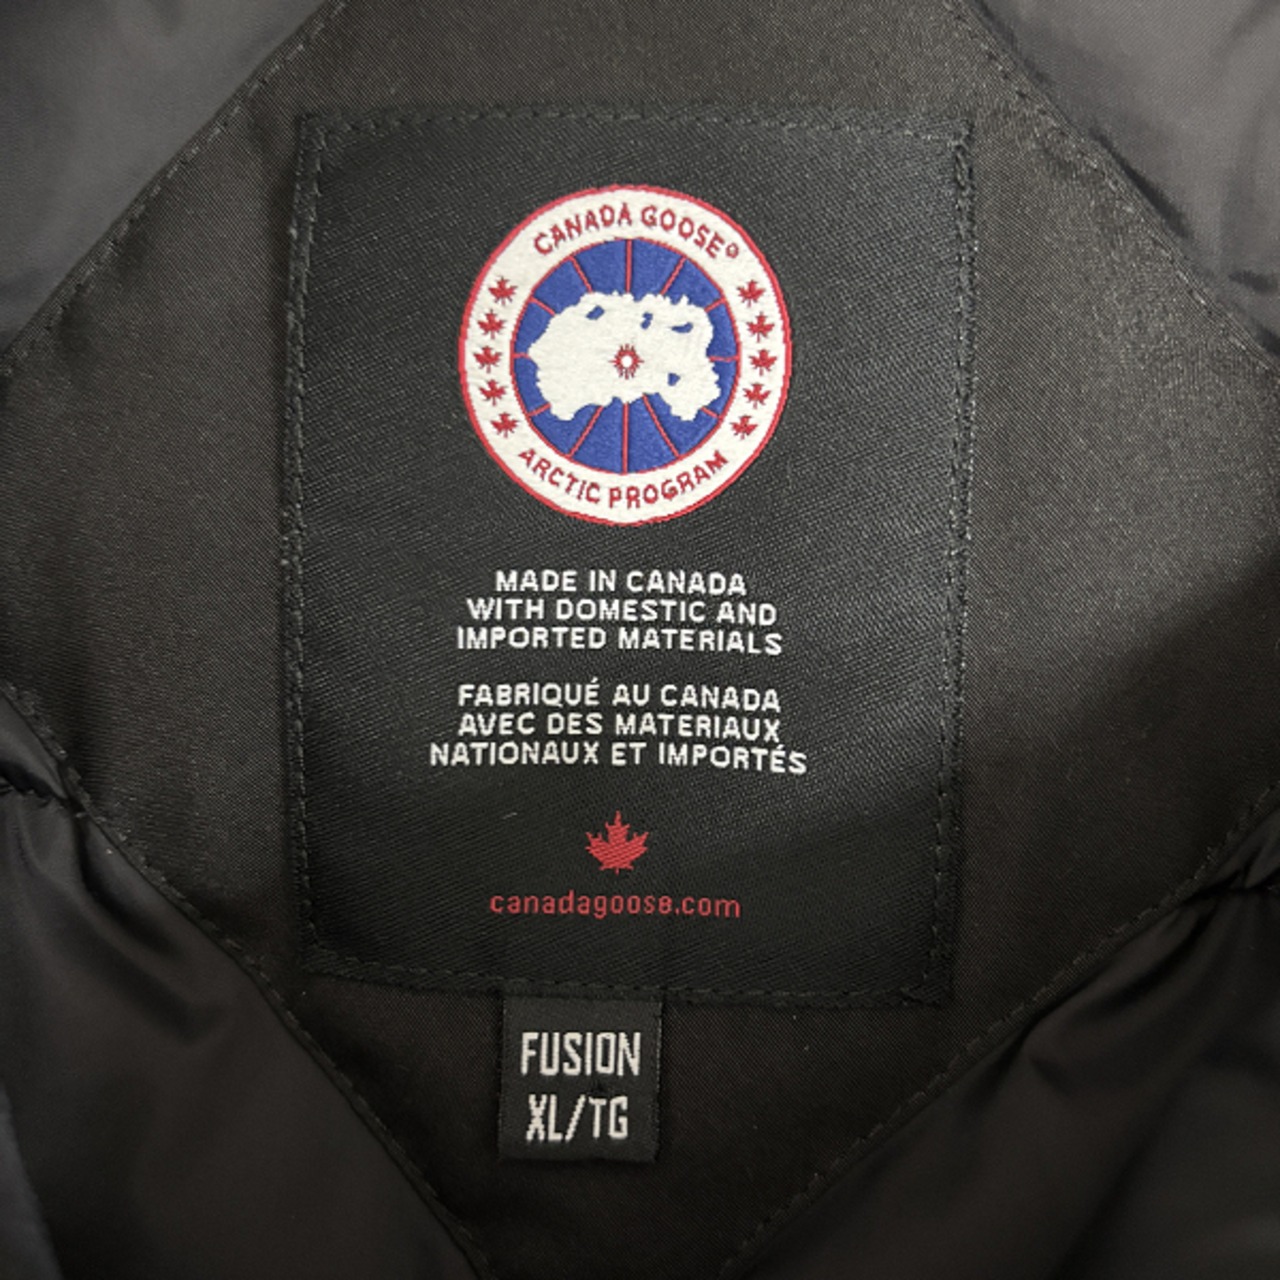 CANADA GOOSE®
ARCTIC PROGRAM
MADE IN CANADA
WITH DOMESTIC AND
IMPORTED MATERIALS
FABRIQUÉ AU CANADA
AVEC DES MATERIAUX
NATIONAUX ET IMPORTÉS
canadagoose.com
FUSION
XL/TG